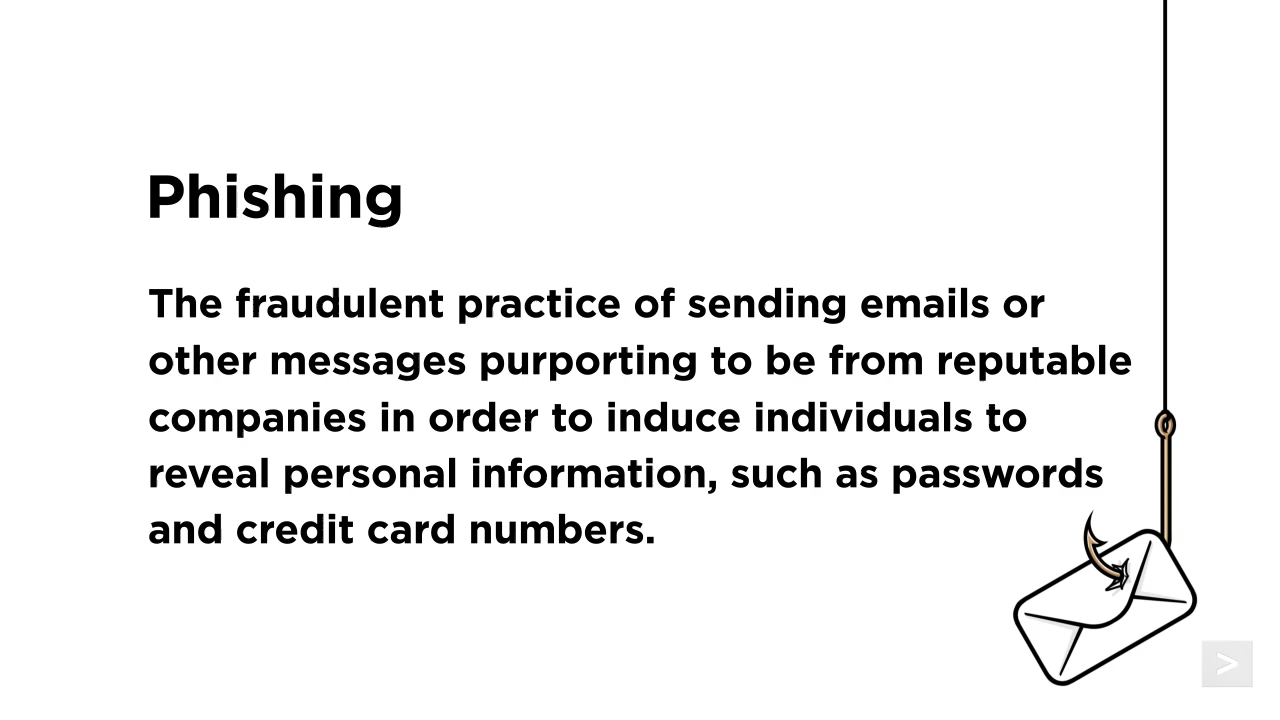 Phishing
The fraudulent practice of sending emails or
other messages purporting to be from reputable
companies in order to induce individuals to
reveal personal information, such as passwords
and credit card numbers.
>